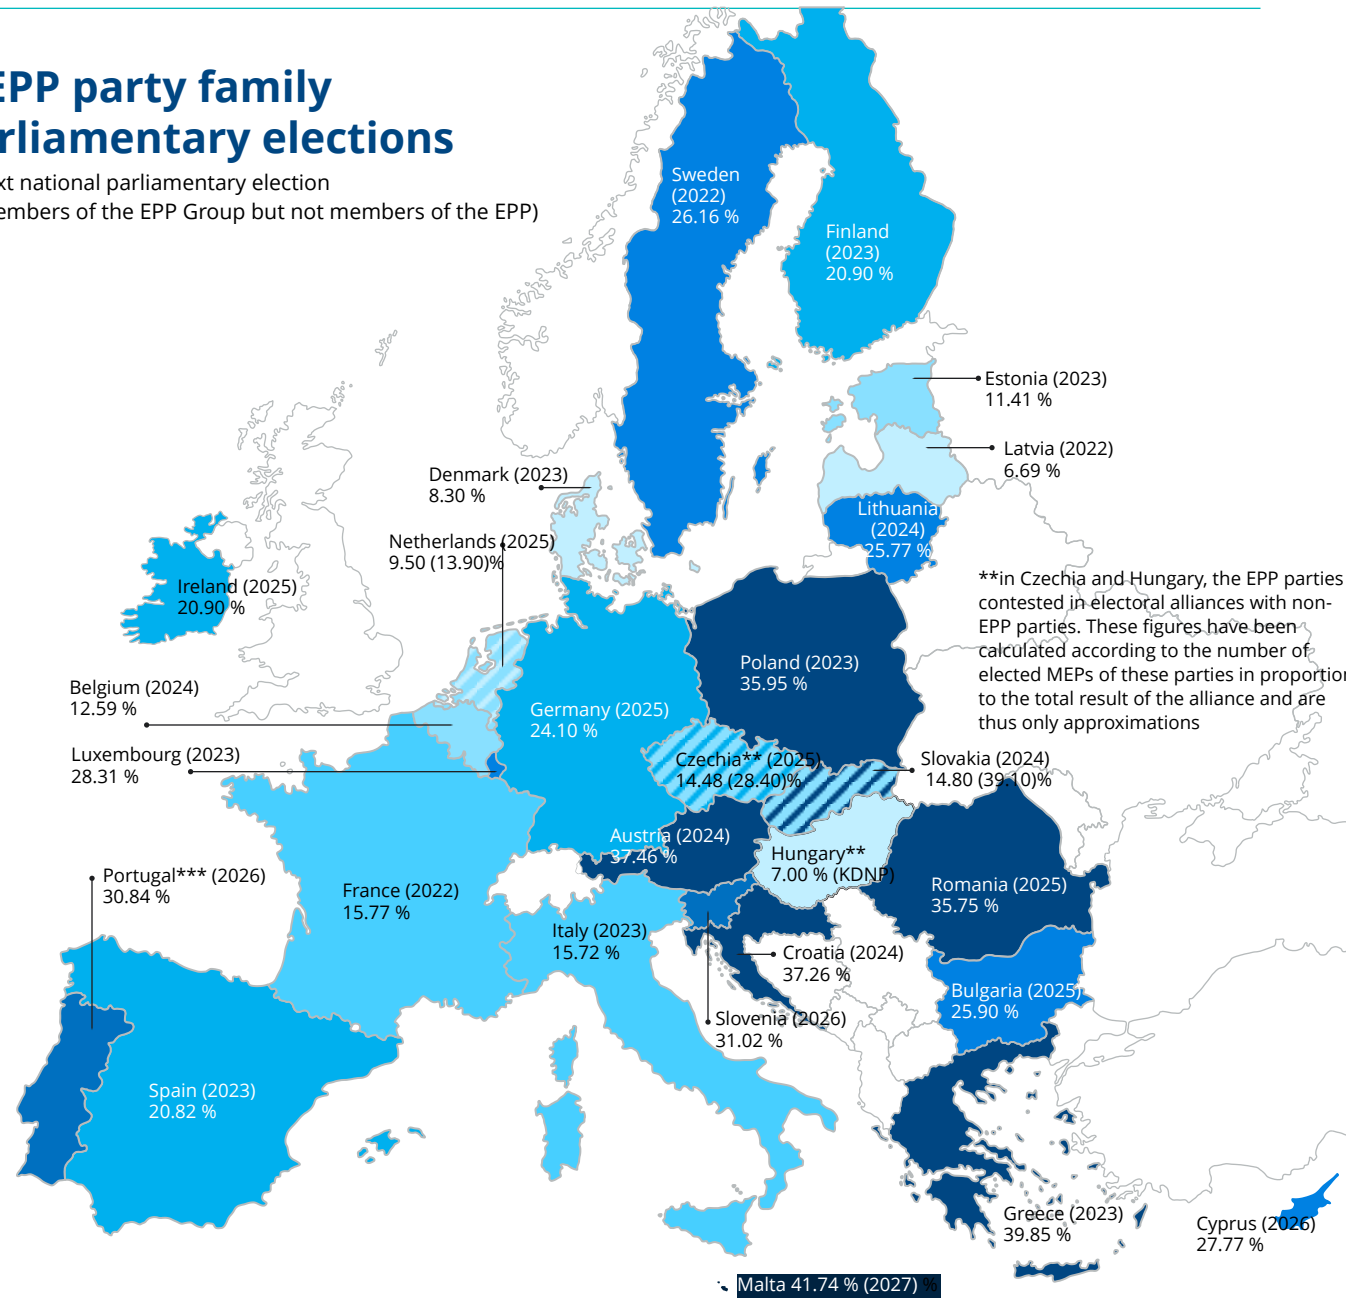 EPP party family
rliamentary elections
xt national parliamentary election
embers of the EPP Group but not members of the EPP)
Sweden
(2022)
26.16 %
Finland
(2023)
20.90 %
Estonia (2023)
11.41 %
Latvia (2022)
6.69 %
Denmark (2023)
8.30 %
Lithuania
(2024)
25.77 %
Netherlands (2025)
9.50 (13.90)%
Ireland (2025)
20.90 %
**in Czechia and Hungary, the EPP parties
contested in electoral alliances with non-
EPP parties. These figures have been
calculated according to the number of
elected MEPs of these parties in proportion
to the total result of the alliance and are
thus only approximations
Poland (2023)
35.95 %
Belgium (2024)
12.59 %
Germany (2025)
24.10 %
Luxembourg (2023)
28.31 %
Czechia** (2025)
14.48 (28.40)%
Slovakia (2024)
14.80 (39.10)%
Austria (2024)
37.46 %
Hungary**
7.00 % (KDNP)
Portugal*** (2026)
30.84 %
France (2022)
15.77 %
Romania (2025)
35.75 %
Italy (2023)
15.72 %
Croatia (2024)
37.26 %
Bulgaria (2025)
25.90 %
Slovenia (2026)
31.02 %
Spain (2023)
20.82 %
Greece (2023)
39.85 %
Cyprus (2026)
27.77 %
Malta 41.74 % (2027) %